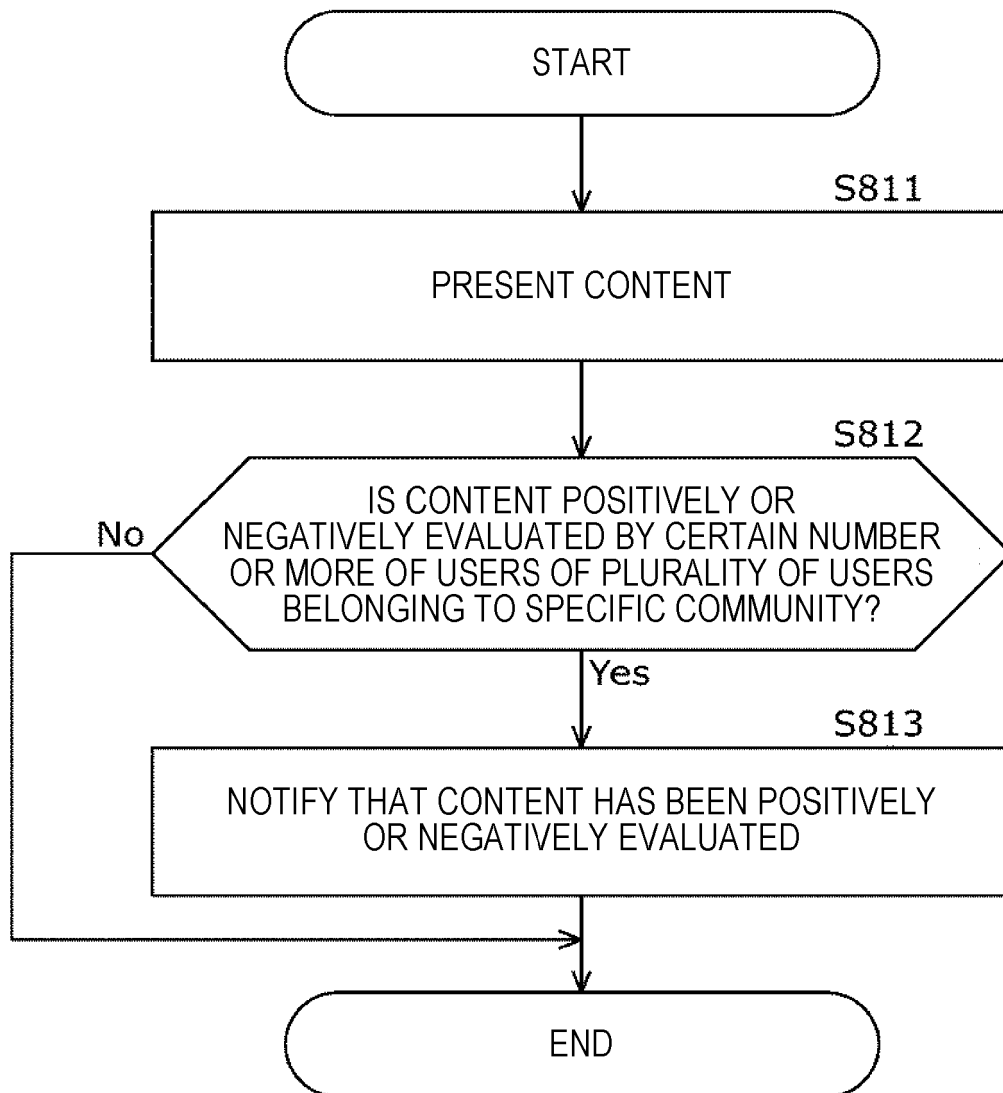 START
S811
PRESENT CONTENT
S812
IS CONTENT POSITIVELY OR
NEGATIVELY EVALUATED BY CERTAIN NUMBER
OR MORE OF USERS OF PLURALITY OF USERS
BELONGING TO SPECIFIC COMMUNITY?
No
Yes
S813
NOTIFY THAT CONTENT HAS BEEN POSITIVELY
OR NEGATIVELY EVALUATED
END